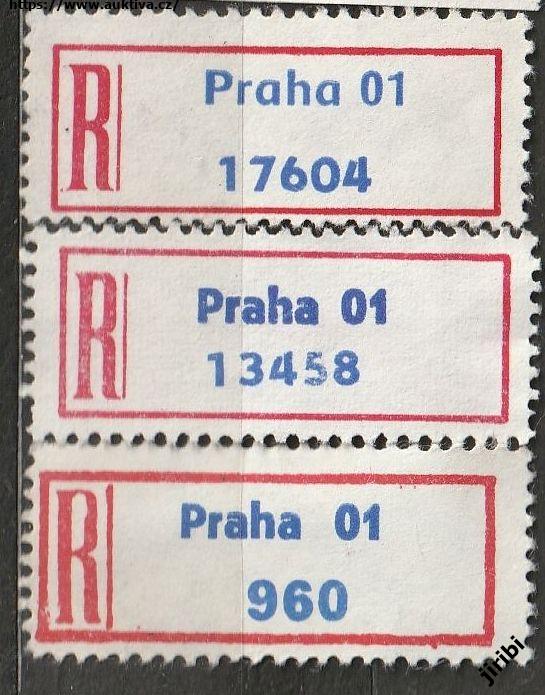 https://www.auktiva.cz/
R
Praha 01
17604
R
Praha 01
13458
R
Praha 01
960
jiribi